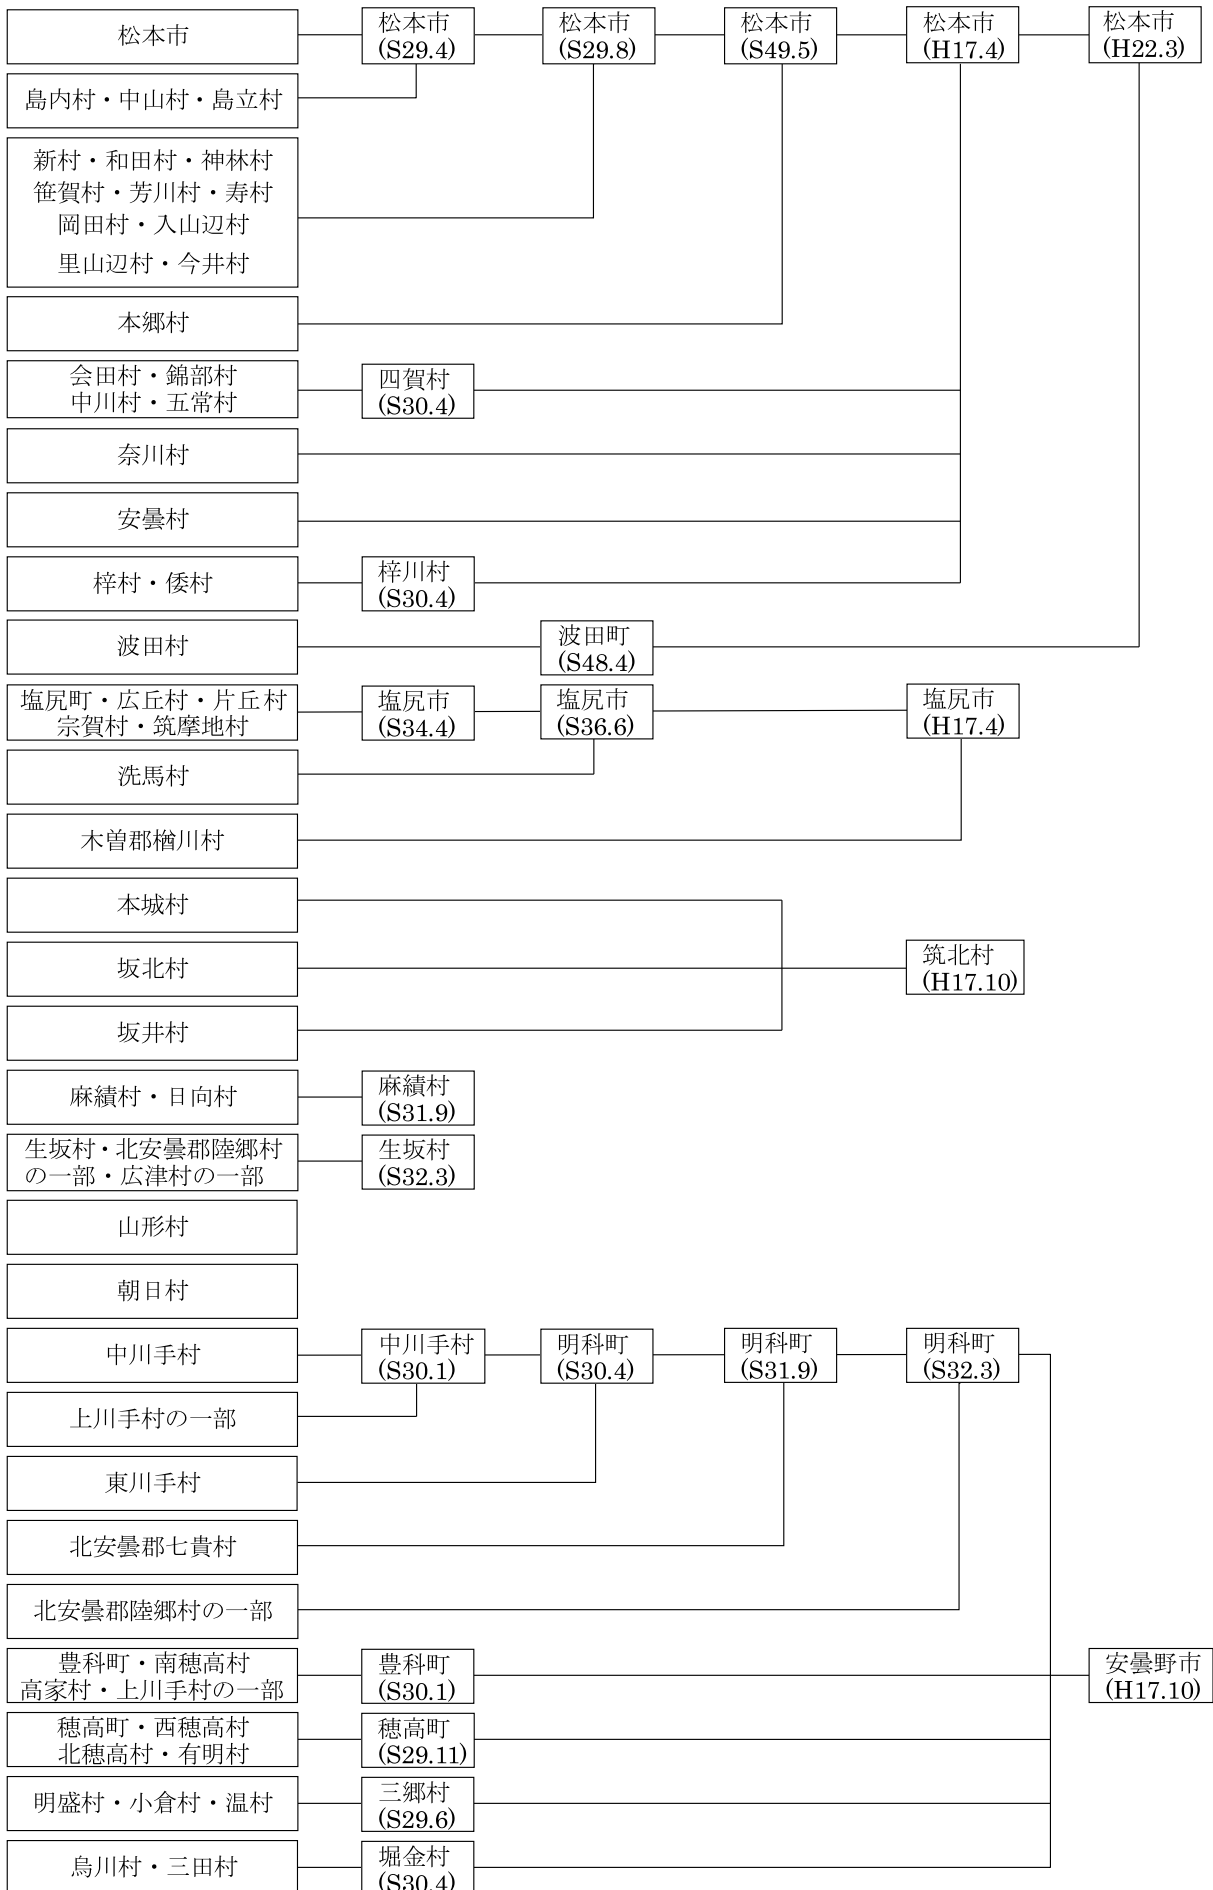 松本市
松本市
(S29.4)
松本市
(S29.8)
松本市
(S49.5)
松本市
(H17.4)
松本市
(H22.3)
島内村・中山村・島立村
新村・和田村・神林村
笹賀村・芳川村・寿村
岡田村・入山辺村
里山辺村・今井村
本郷村
会田村・錦部村
中川村・五常村
四賀村
(S30.4)
奈川村
安曇村
梓村・倭村
梓川村
(S30.4)
波田村
波田町
(S48.4)
塩尻町・広丘村・片丘村
宗賀村・筑摩地村
塩尻市
(S34.4)
塩尻市
(S36.6)
塩尻市
(H17.4)
洗馬村
木曽郡楢川村
本城村
坂北村
筑北村
(H17.10)
坂井村
麻績村・日向村
麻績村
(S31.9)
生坂村・北安曇郡陸郷村
の一部・広津村の一部
生坂村
(S32.3)
山形村
朝日村
中川手村
中川手村
(S30.1)
明科町
(S30.4)
明科町
(S31.9)
明科町
(S32.3)
上川手村の一部
東川手村
北安曇郡七貴村
北安曇郡陸郷村の一部
豊科町・南穂高村
高家村・上川手村の一部
豊科町
(S30.1)
安曇野市
(H17.10)
穂高町・西穂高村
北穂高村・有明村
穂高町
(S29.11)
明盛村・小倉村・温村
三郷村
(S29.6)
烏川村・三田村
堀金村
(S30.4)